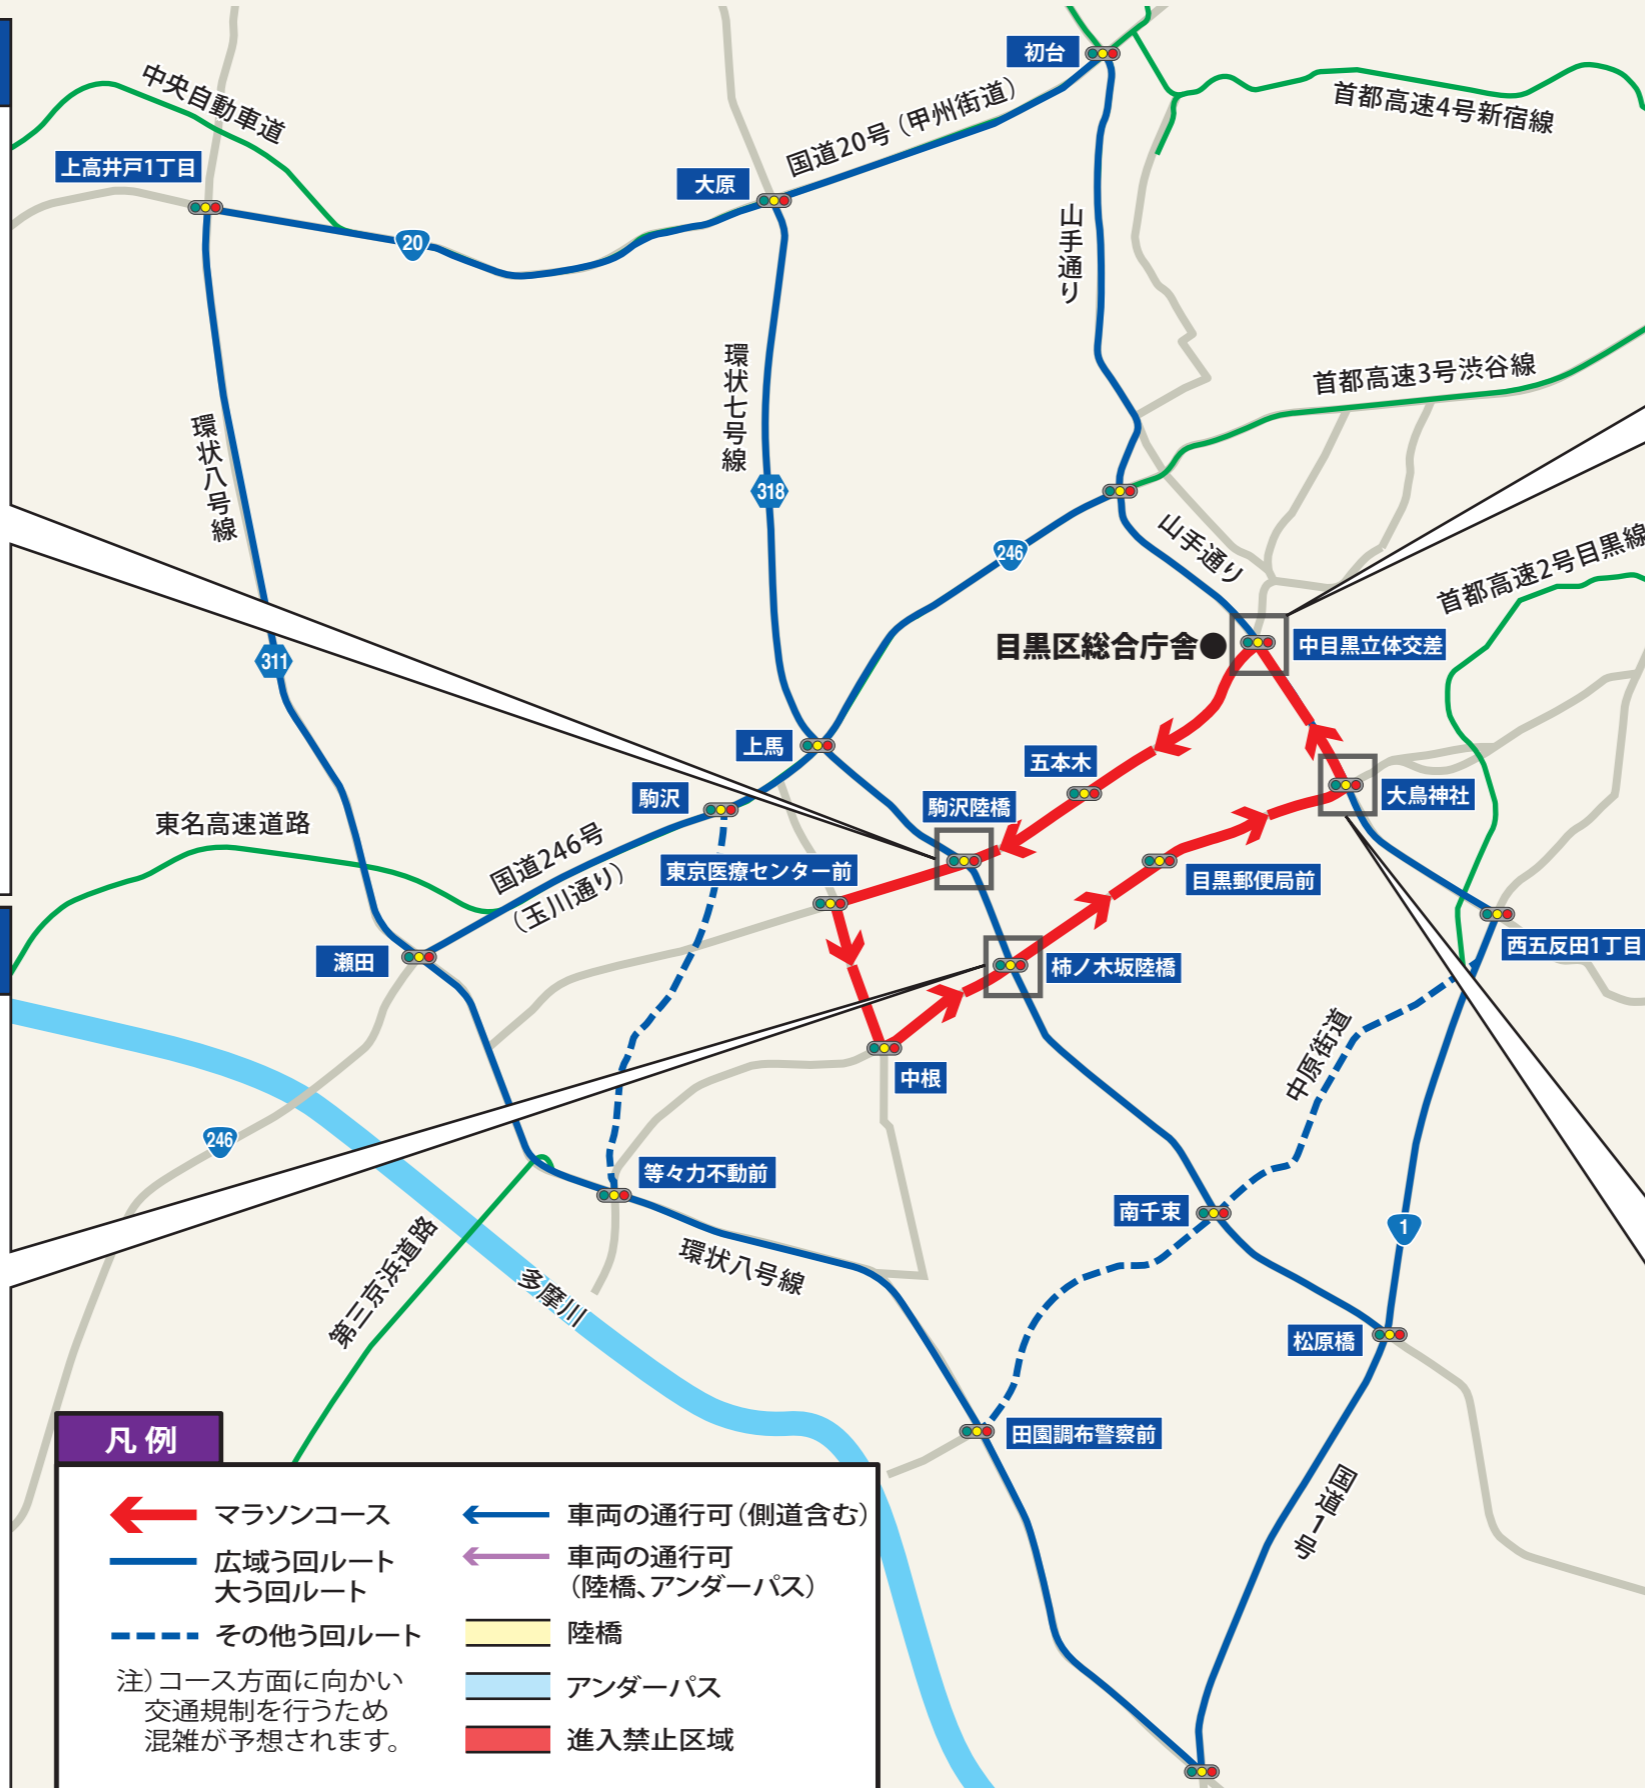 初台
中央自動車道
首都高速4号新宿線
国道20号（甲州街道）
上高井戸1丁目
大原
20
山手通り
環状七号線
首都高速3号渋谷線
環状八号線
318
246
山手通り
首都高速2号目黒線
目黒区総合庁舎●
中目黒立体交差
311
上馬
五本木
駒沢
駒沢陸橋
大鳥神社
東名高速道路
国道246号
（玉川通り）
東京医療センター前
目黒郵便局前
瀬田
西五反田1丁目
柿ノ木坂陸橋
中根
中原街道
246
等々力不動前
南千束
1
環状八号線
第三京浜道路
多摩川
松原橋
田園調布警察前
国道1号
凡例
マラソンコース
広域う回ルート
大う回ルート
その他う回ルート
注）コース方面に向かい
交通規制を行うため
混雑が予想されます。
車両の通行可（側道含む）
車両の通行可
（陸橋、アンダーパス）
陸橋
アンダーパス
進入禁止区域